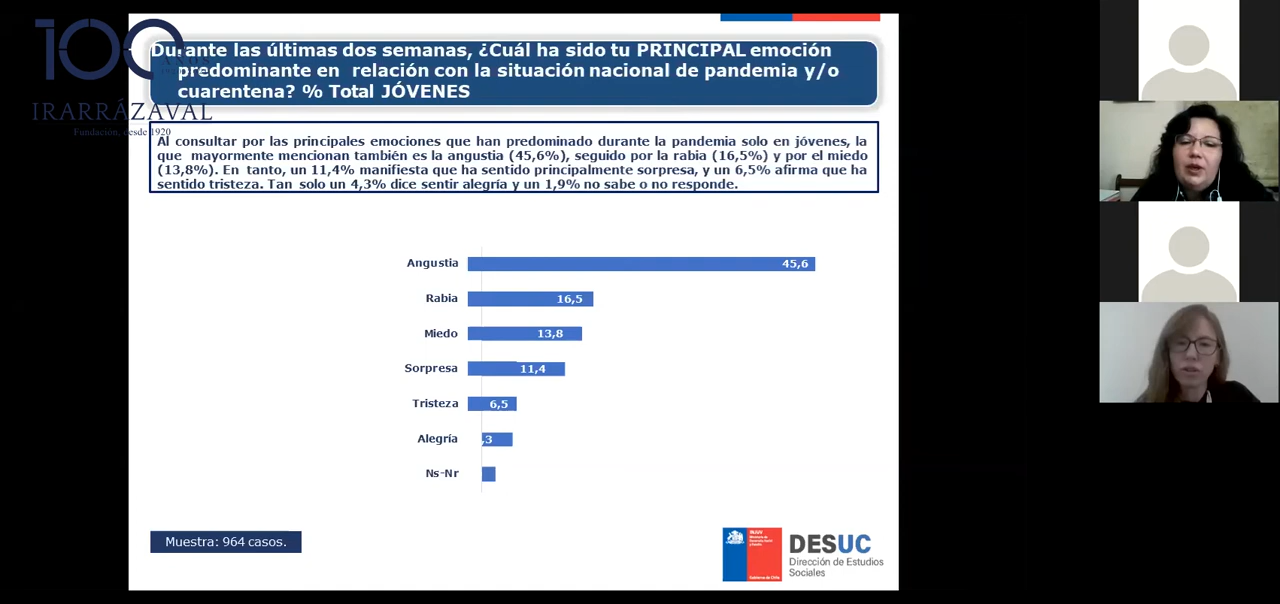 100
AÑOS
IRARRÁZAVAL
Fundación, desde 1920
Durante las últimas dos semanas, ¿Cuál ha sido tu PRINCIPAL emoción
predominante en relación con la situación nacional de pandemia y/o
cuarentena? % Total JÓVENES
Al consultar por las principales emociones que han predominado durante la pandemia solo en jóvenes, la
que mayormente mencionan también es la angustia (45,6%), seguido por la rabia (16,5%) y por el miedo
(13,8%). En tanto, un 11,4% manifiesta que ha sentido principalmente sorpresa, y un 6,5% afirma que ha
sentido tristeza. Tan solo un 4,3% dice sentir alegría y un 1,9% no sabe o no responde.
Angustia 45,6
Rabia 16,5
Miedo 13,8
Sorpresa 11,4
Tristeza 6,5
Alegría ,3
Ns-Nr
Muestra: 964 casos.
DESUC
Dirección de Estudios
Sociales
Gobierno de Chile